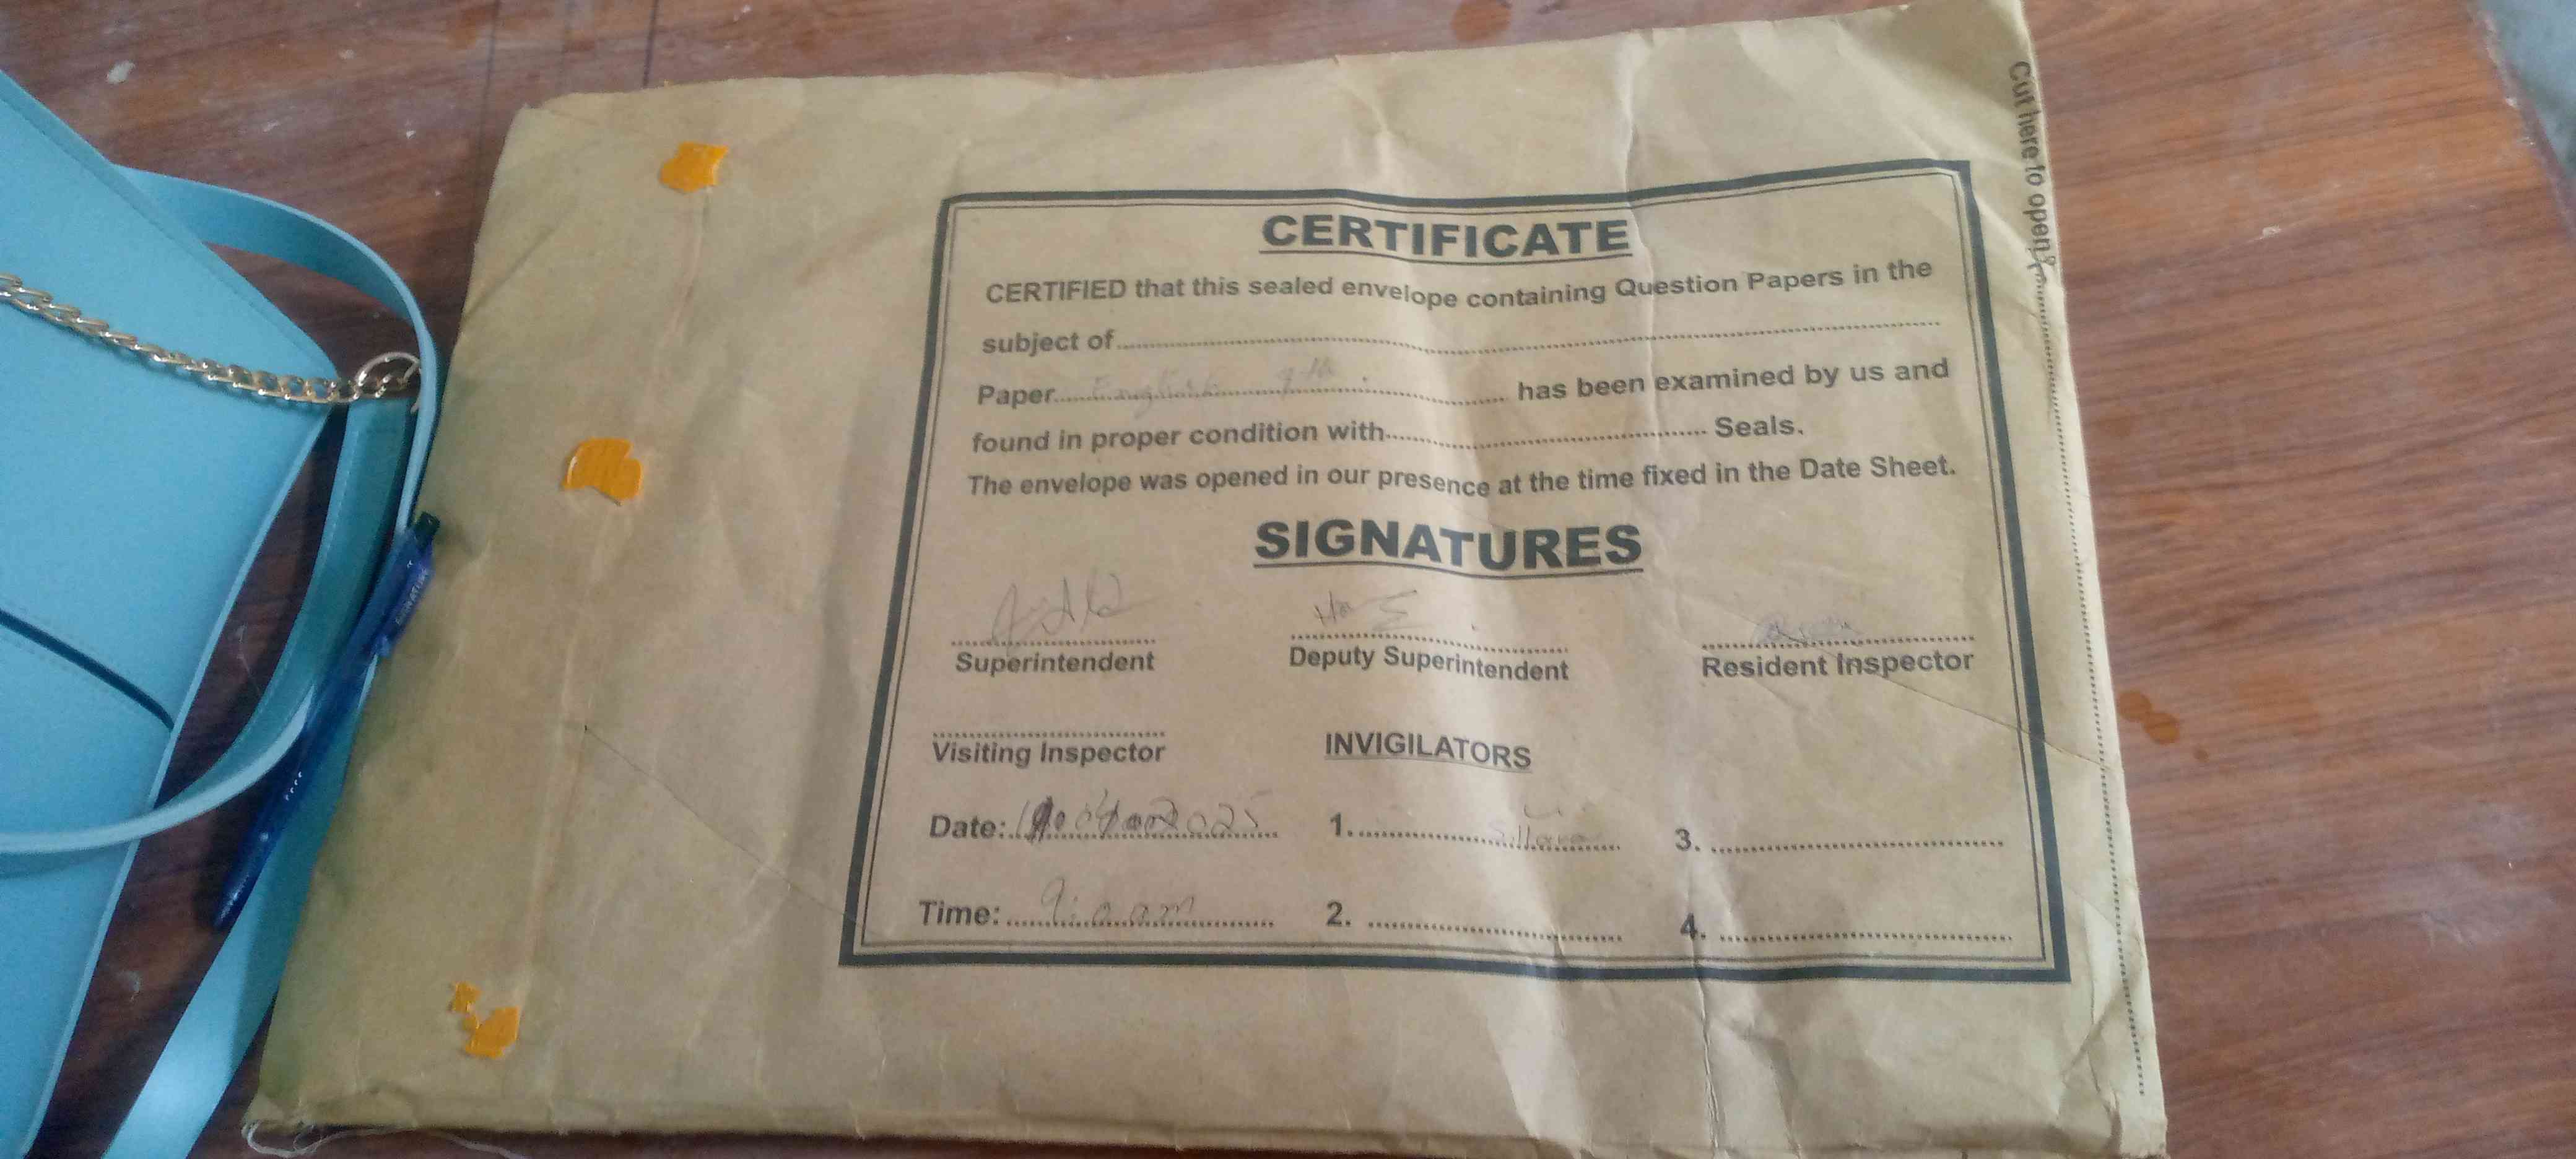 Cut here to open
CERTIFICATE
CERTIFIED that this sealed envelope containing Question Papers in the
subject of
Paper English 9th has been examined by us and
found in proper condition with Seals.
The envelope was opened in our presence at the time fixed in the Date Sheet.
SIGNATURES
Superintendent Deputy Superintendent Resident Inspector
Visiting Inspector INVIGILATORS
Date: 1. 3.
Time: 2. 4.
SIGNATURE